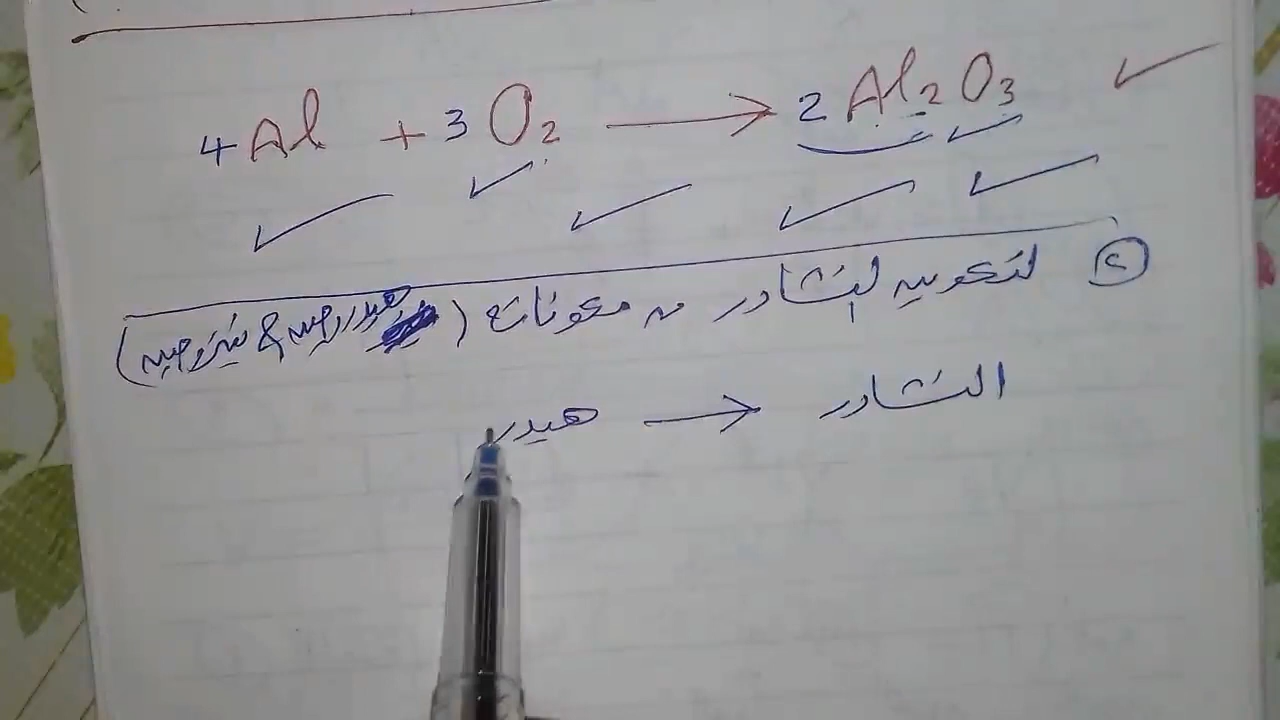 4Al + 3O₂ → 2Al₂O₃
② لتكوين النشادر من مكوناته (هيدروجين & نيتروجين)
النشادر ← هيدر